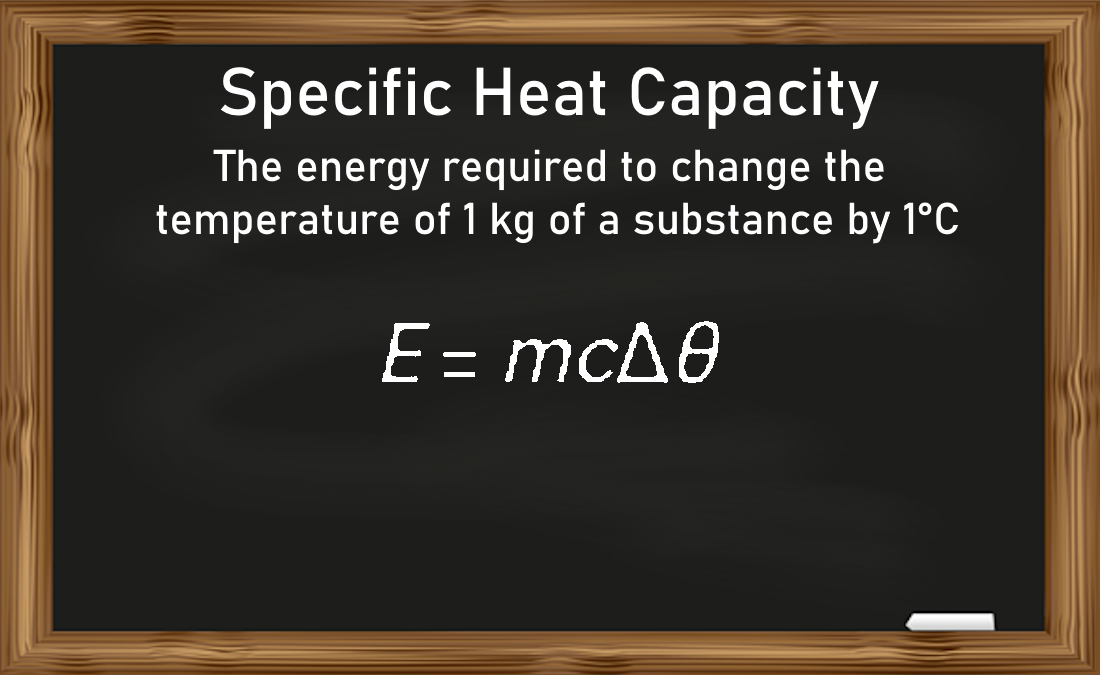 Specific Heat Capacity
The energy required to change the
temperature of 1 kg of a substance by 1°C
E = mcΔθ